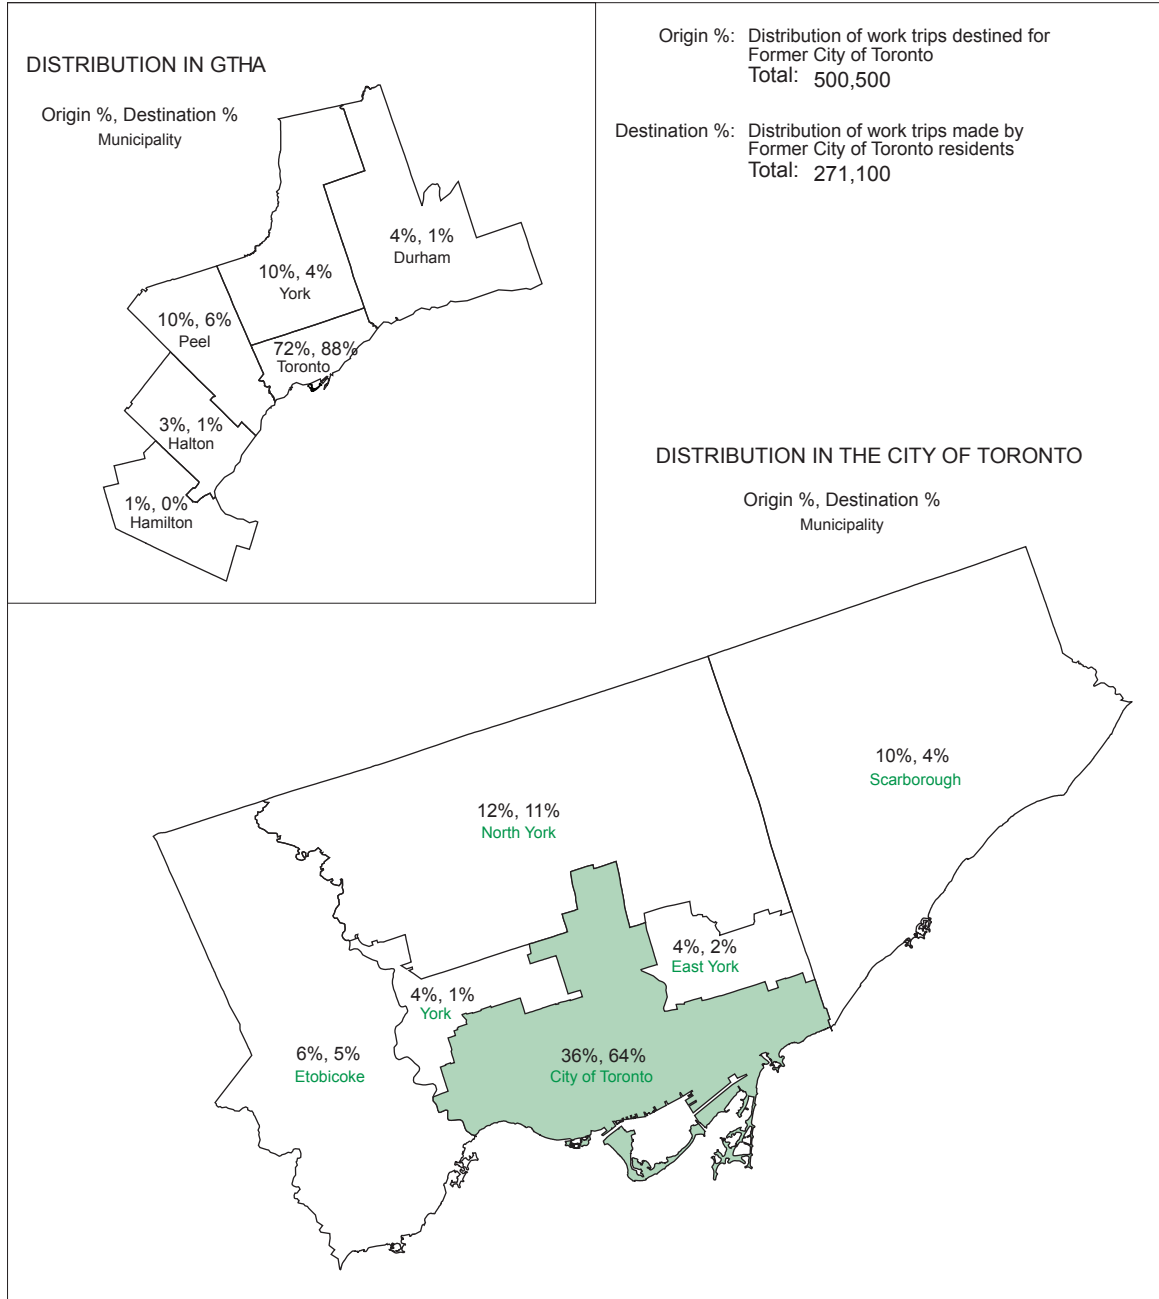 DISTRIBUTION IN GTHA
Origin %, Destination %
Municipality
4%, 1%
Durham
10%, 4%
York
10%, 6%
Peel
72%, 88%
Toronto
3%, 1%
Halton
1%, 0%
Hamilton
Origin %: Distribution of work trips destined for
Former City of Toronto
Total: 500,500
Destination %: Distribution of work trips made by
Former City of Toronto residents
Total: 271,100
DISTRIBUTION IN THE CITY OF TORONTO
Origin %, Destination %
Municipality
10%, 4%
Scarborough
12%, 11%
North York
4%, 2%
East York
4%, 1%
York
6%, 5%
Etobicoke
36%, 64%
City of Toronto